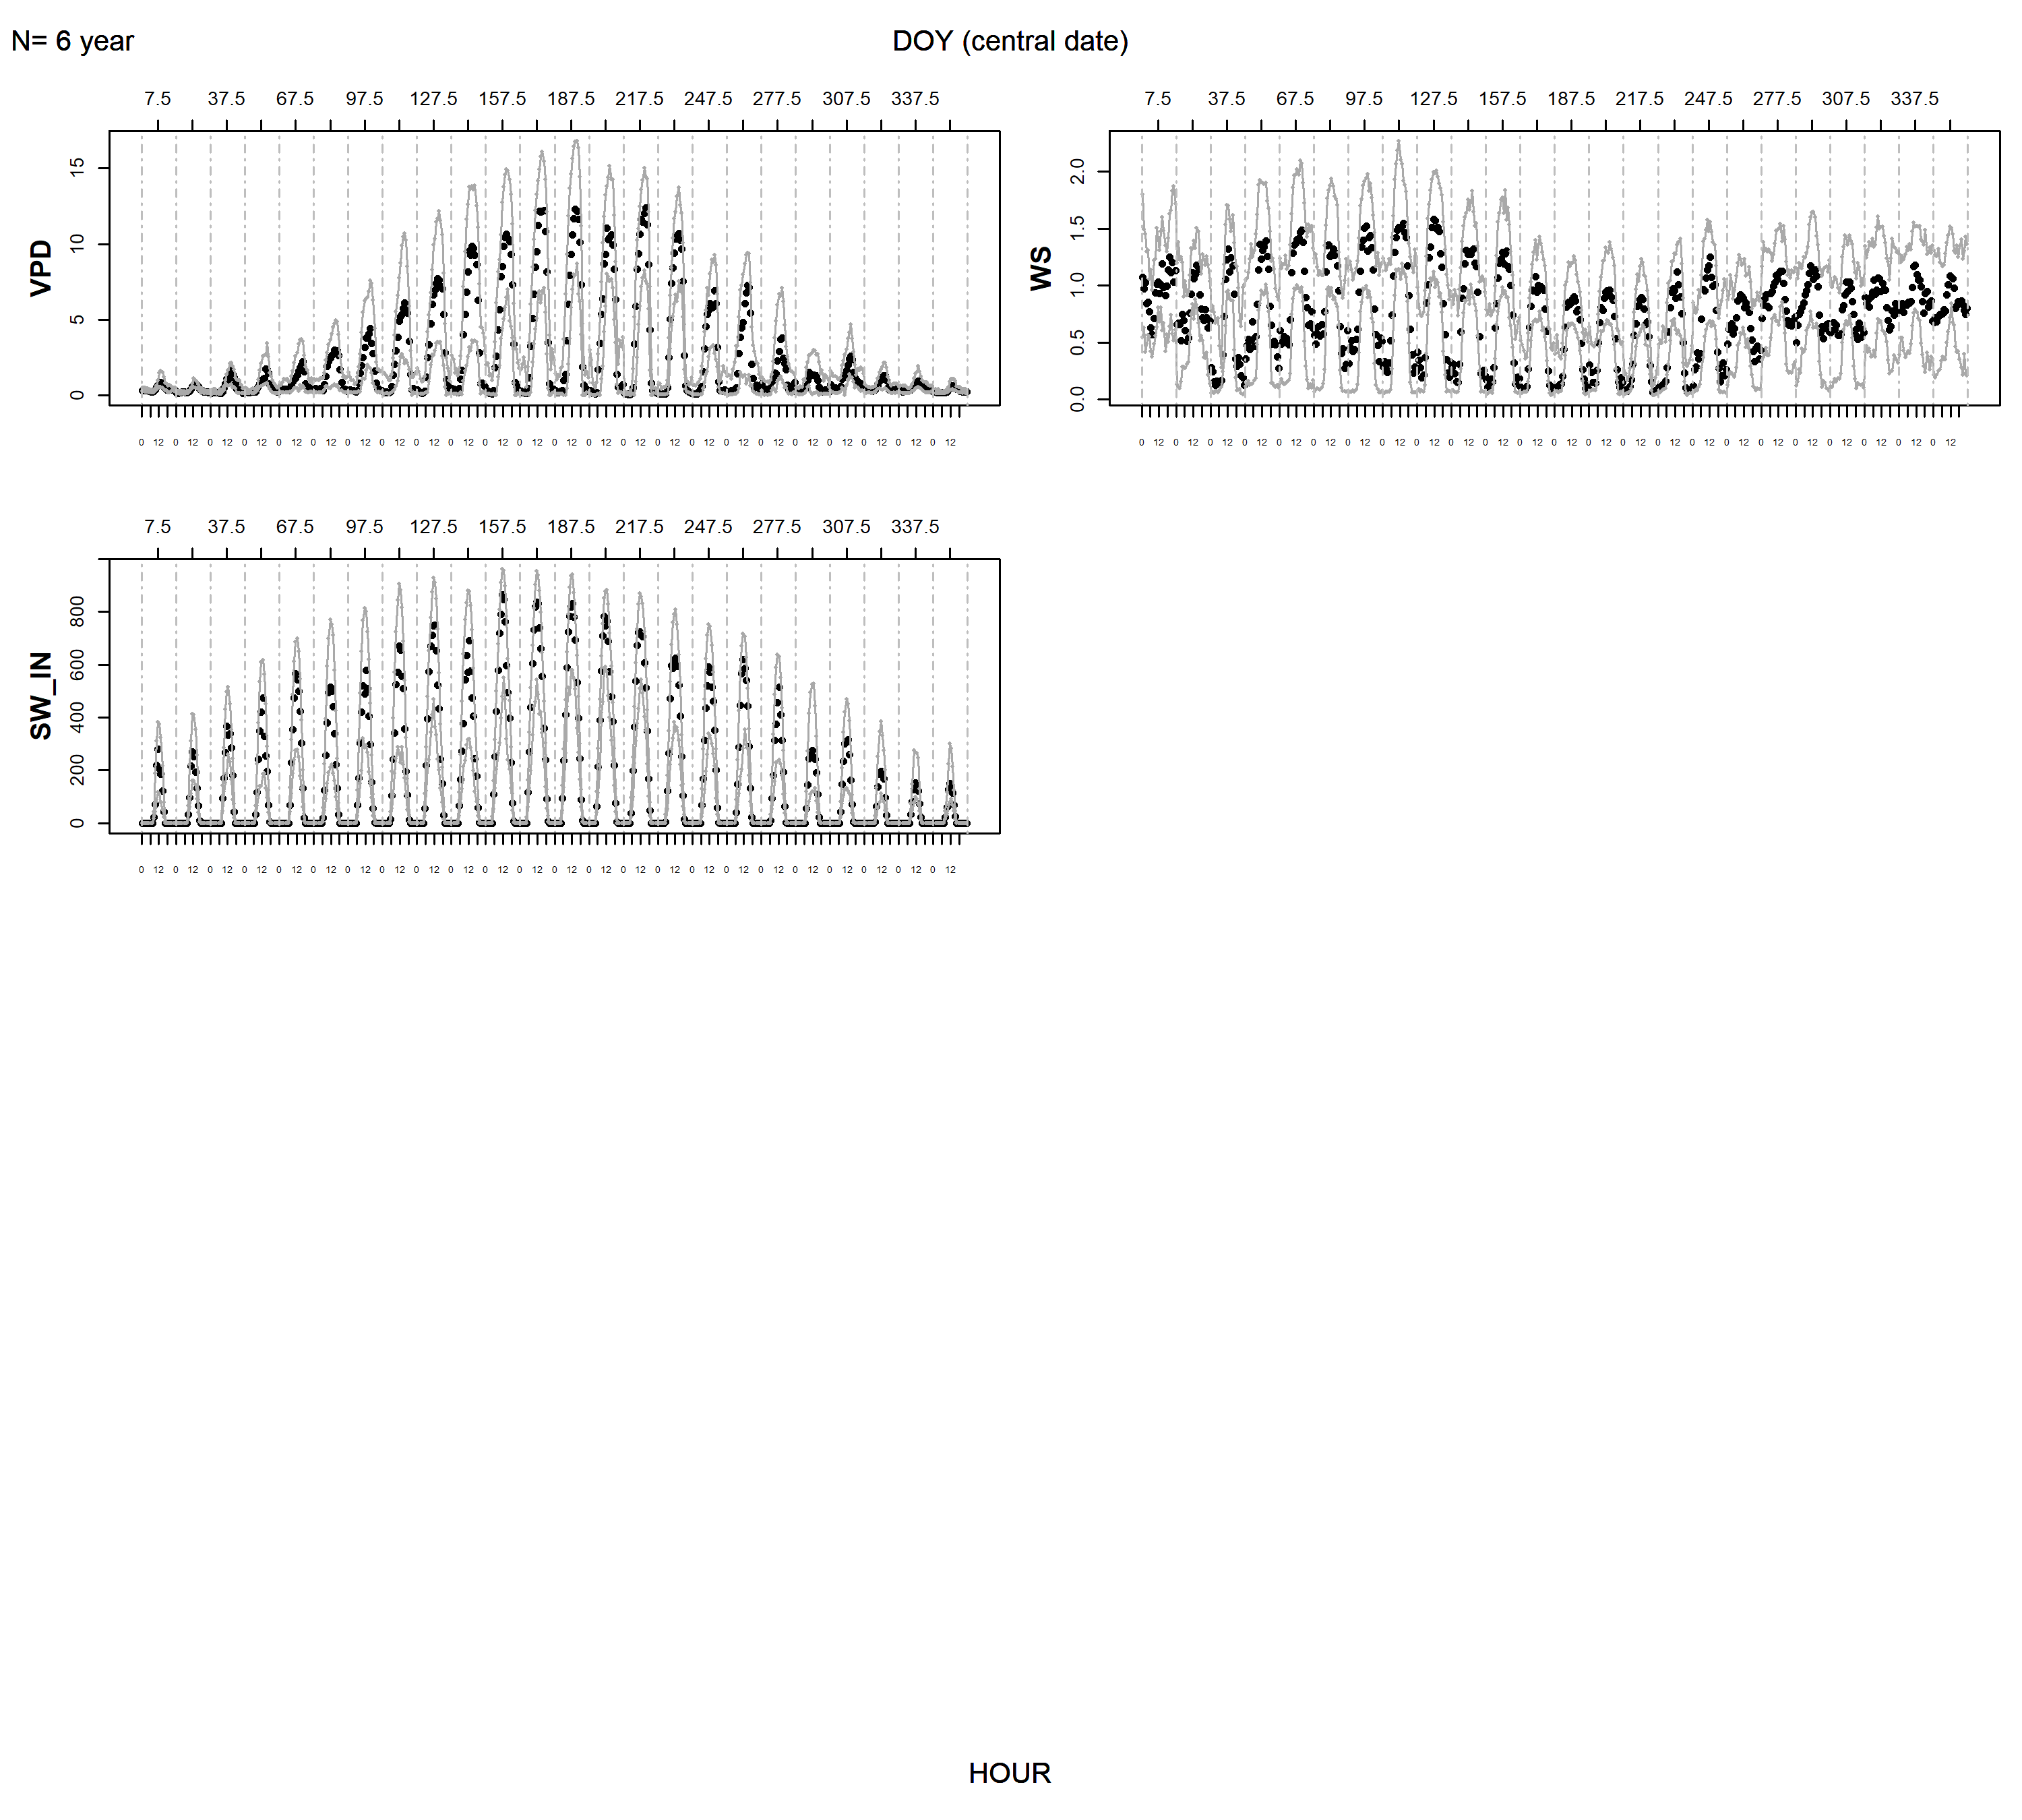 N= 6 year
DOY (central date)
7.5 37.5 67.5 97.5 127.5 157.5 187.5 217.5 247.5 277.5 307.5 337.5
VPD
15
10
5
0
0 12 0 12 0 12 0 12 0 12 0 12 0 12 0 12 0 12 0 12 0 12 0 12 0 12 0 12 0 12 0 12 0 12 0 12 0 12 0 12 0 12 0 12 0 12 0 12
7.5 37.5 67.5 97.5 127.5 157.5 187.5 217.5 247.5 277.5 307.5 337.5
WS
2.0
1.5
1.0
0.5
0.0
0 12 0 12 0 12 0 12 0 12 0 12 0 12 0 12 0 12 0 12 0 12 0 12 0 12 0 12 0 12 0 12 0 12 0 12 0 12 0 12 0 12 0 12 0 12 0 12
7.5 37.5 67.5 97.5 127.5 157.5 187.5 217.5 247.5 277.5 307.5 337.5
SW_IN
800
600
400
200
0
0 12 0 12 0 12 0 12 0 12 0 12 0 12 0 12 0 12 0 12 0 12 0 12 0 12 0 12 0 12 0 12 0 12 0 12 0 12 0 12 0 12 0 12 0 12 0 12
HOUR